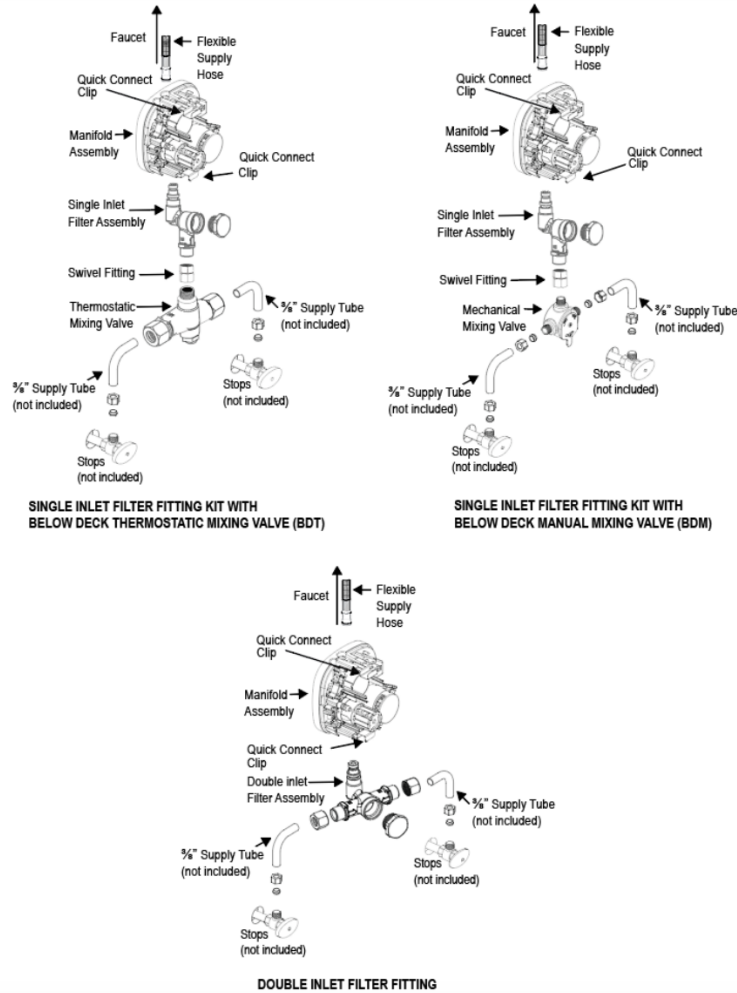 Faucet
Flexible
Supply
Hose
Quick Connect
Clip
Manifold
Assembly
Quick Connect
Clip
Single Inlet
Filter Assembly
Swivel Fitting
Thermostatic
Mixing Valve
⅜" Supply Tube
(not included)
Stops
(not included)
⅜" Supply Tube
(not included)
Stops
(not included)
SINGLE INLET FILTER FITTING KIT WITH
BELOW DECK THERMOSTATIC MIXING VALVE (BDT)
Faucet
Flexible
Supply
Hose
Quick Connect
Clip
Manifold
Assembly
Quick Connect
Clip
Single Inlet
Filter Assembly
Swivel Fitting
Mechanical
Mixing Valve
⅜" Supply Tube
(not included)
Stops
(not included)
⅜" Supply Tube
(not included)
Stops
(not included)
SINGLE INLET FILTER FITTING KIT WITH
BELOW DECK MANUAL MIXING VALVE (BDM)
Faucet
Flexible
Supply
Hose
Quick Connect
Clip
Manifold
Assembly
Quick Connect
Clip
Double inlet
Filter Assembly
⅜" Supply Tube
(not included)
Stops
(not included)
⅜" Supply Tube
(not included)
Stops
(not included)
DOUBLE INLET FILTER FITTING